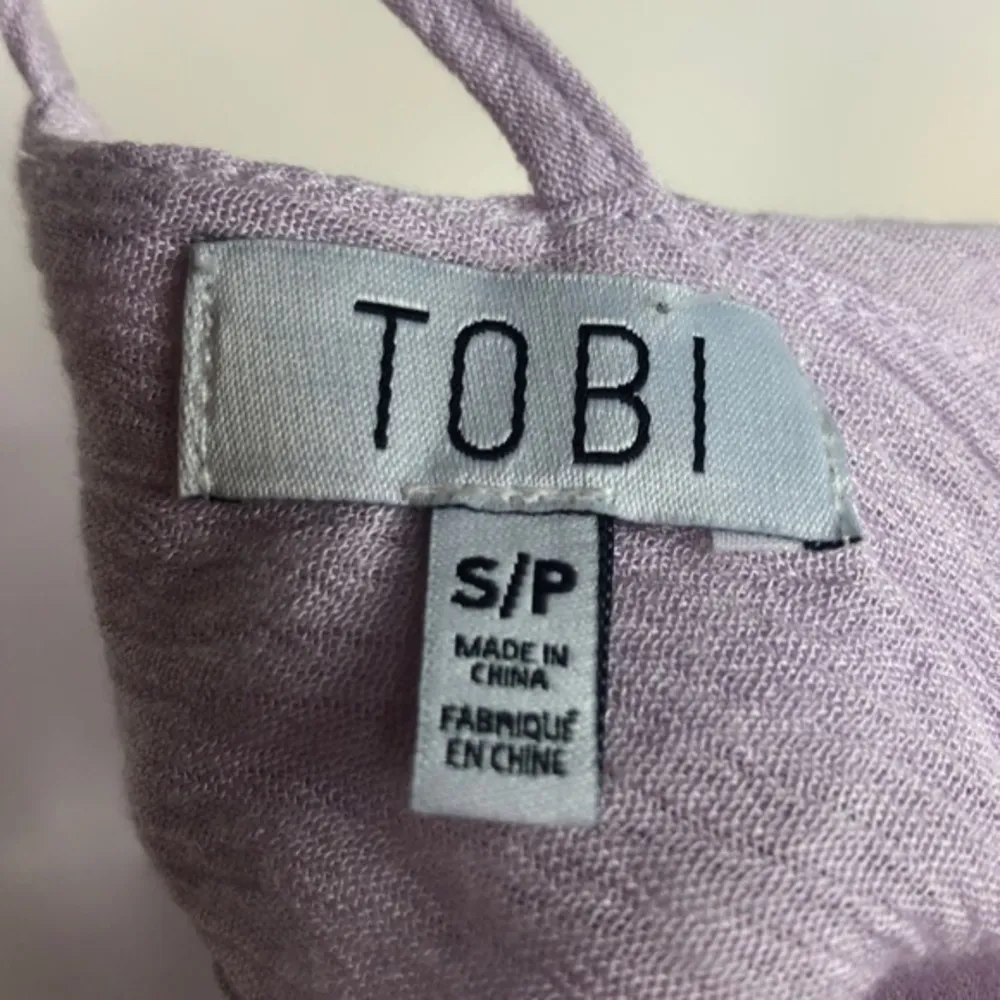 TOBI
S/P
MADE IN
CHINA
FABRIQUÉ
EN CHINE